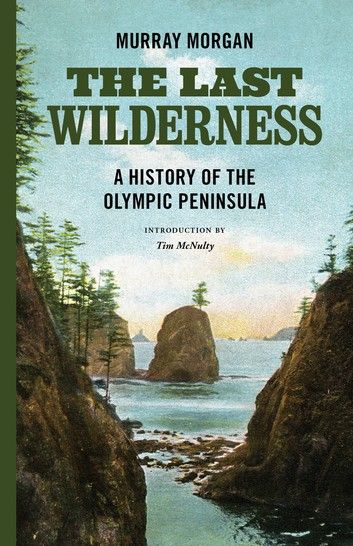 MURRAY MORGAN
THE LAST
WILDERNESS
A HISTORY OF THE
OLYMPIC PENINSULA
INTRODUCTION BY
Tim McNulty